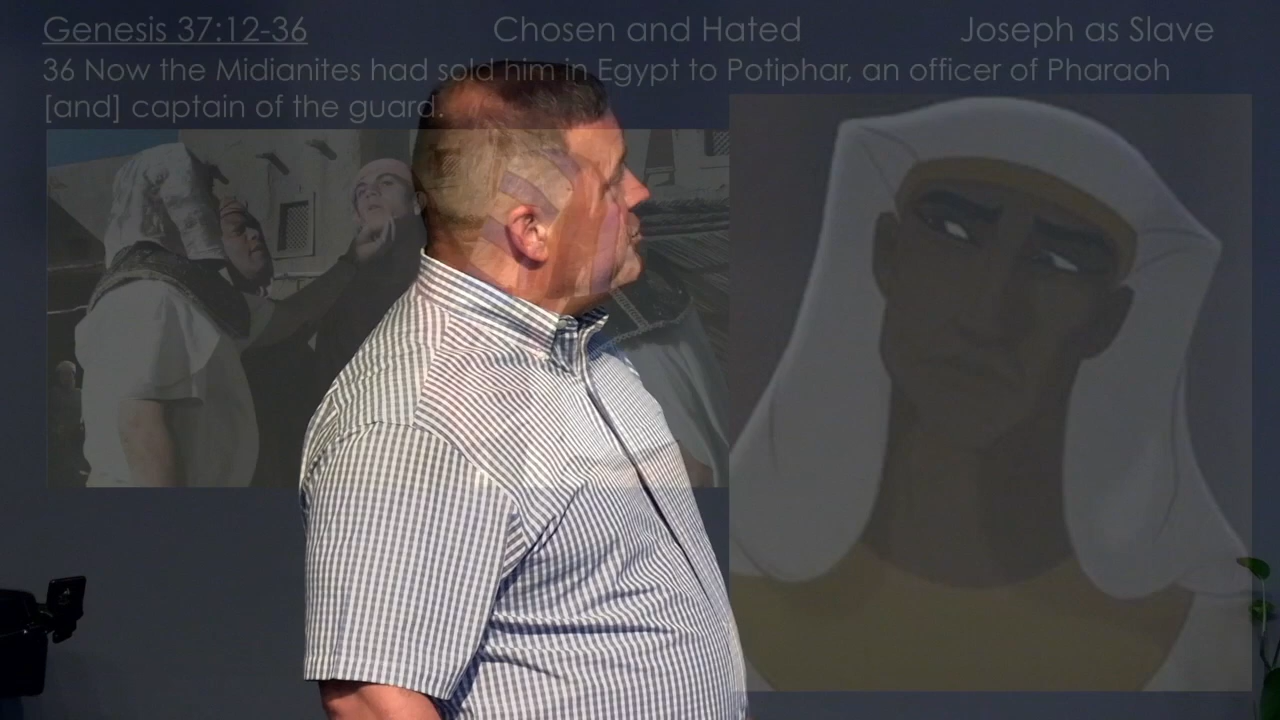 Genesis 37:12-36 Chosen and Hated Joseph as Slave
36 Now the Midianites had sold him in Egypt to Potiphar, an officer of Pharaoh
[and] captain of the guard.